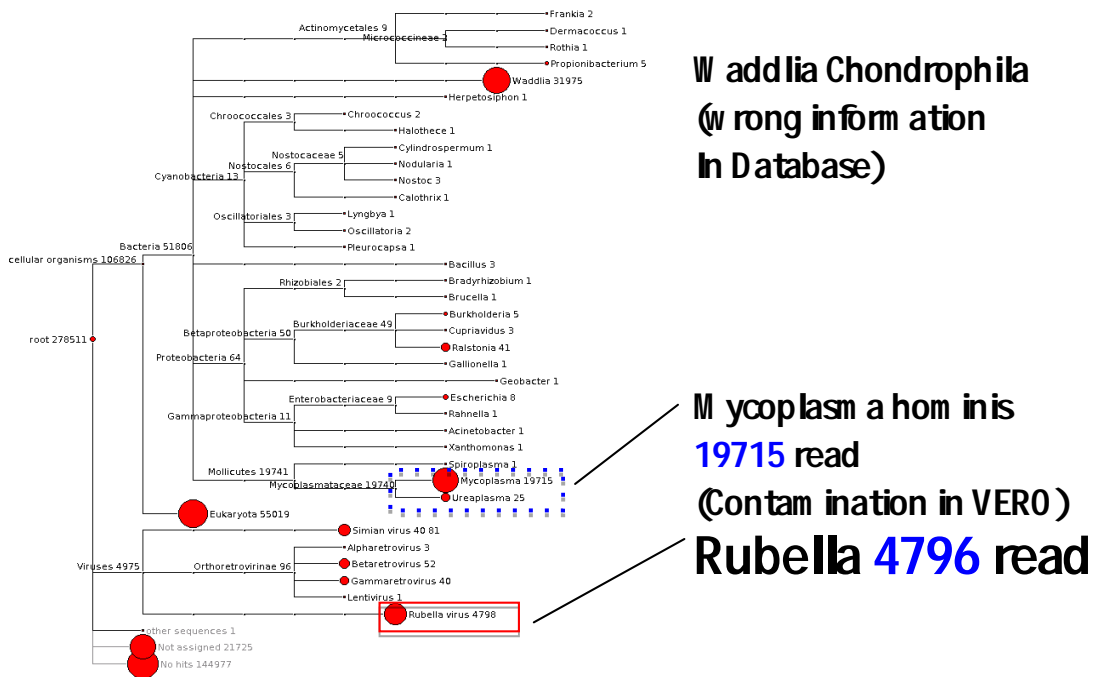 Frankia 2
Actinomycetales 9
Dermacoccus 1
Micrococcineae 2
Rothia 1
Propionibacterium 5
Waddlia 31975
Herpetosiphon 1
Chroococcales 3
Chroococcus 2
Halothece 1
Cylindrospermum 1
Nostocaceae 5
Nostocales 6
Nodularia 1
Cyanobacteria 13
Nostoc 3
Calothrix 1
Oscillatoriales 3
Lyngbya 1
Oscillatoria 2
Pleurocapsa 1
Bacteria 51806
cellular organisms 106826
Bacillus 3
Rhizobiales 2
Bradyrhizobium 1
Brucella 1
Burkholderia 5
Burkholderiaceae 49
Betaproteobacteria 50
Cupriavidus 3
root 278511
Ralstonia 41
Proteobacteria 64
Gallionella 1
Geobacter 1
Enterobacteriaceae 9
Escherichia 8
Rahnella 1
Gammaproteobacteria 11
Acinetobacter 1
Xanthomonas 1
Spiroplasma 1
Mollicutes 19741
Mycoplasma 19715
Mycoplasmataceae 19740
Ureaplasma 25
Eukaryota 55019
Simian virus 40 81
Alpharetrovirus 3
Viruses 4975
Orthoretrovirinae 96
Betaretrovirus 52
Gammaretrovirus 40
Lentivirus 1
Rubella virus 4798
other sequences 1
Not assigned 21725
No hits 144977
Waddlia Chondrophila
(wrong information
In Database)
Mycoplasma hominis
19715 read
(Contamination in VERO)
Rubella 4796 read